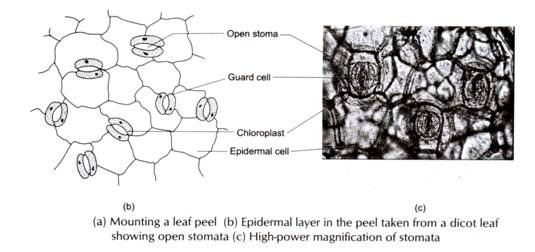 Open stoma
Guard cell
Chloroplast
Epidermal cell
(b)
(c)
(a) Mounting a leaf peel (b) Epidermal layer in the peel taken from a dicot leaf
showing open stomata (c) High-power magnification of stomata